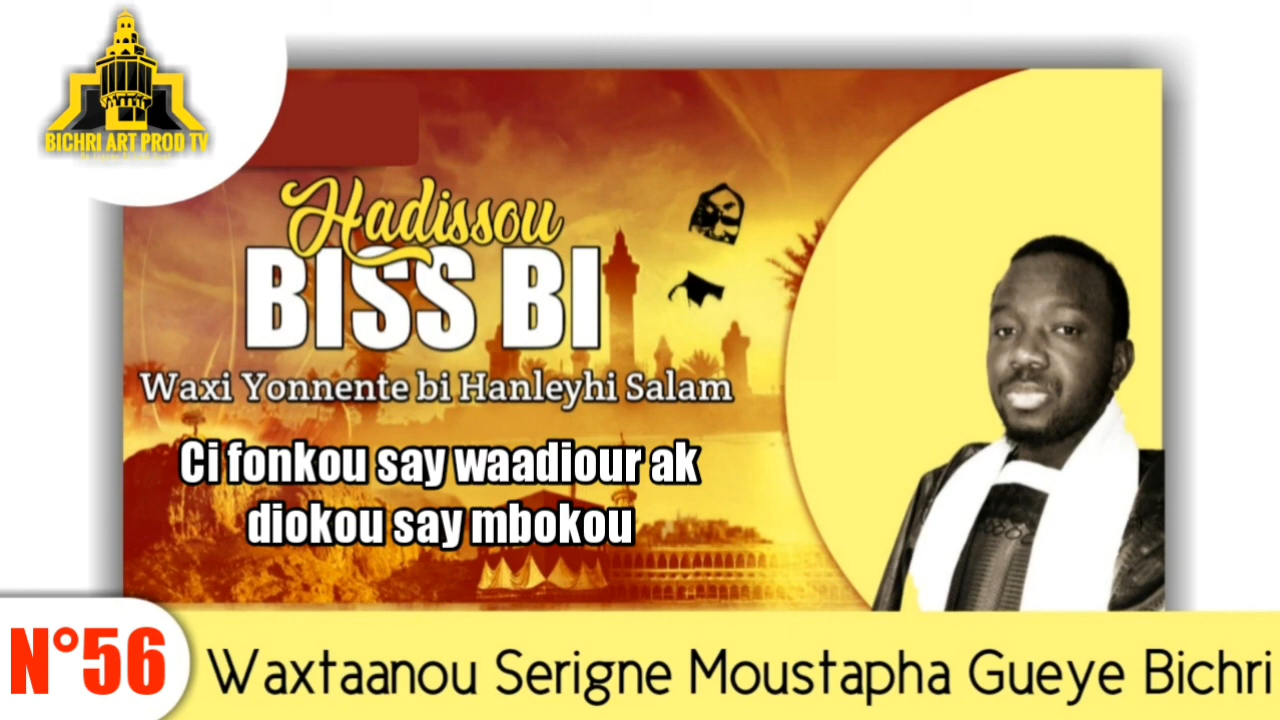 BICHRI ART PROD TV
Hadissou
BISS BI
Waxi Yonnente bi Hanleyhi Salam
Ci fonkou say waadiour ak
diokou say mbokou
N°56
Waxtaanou Serigne Moustapha Gueye Bichri